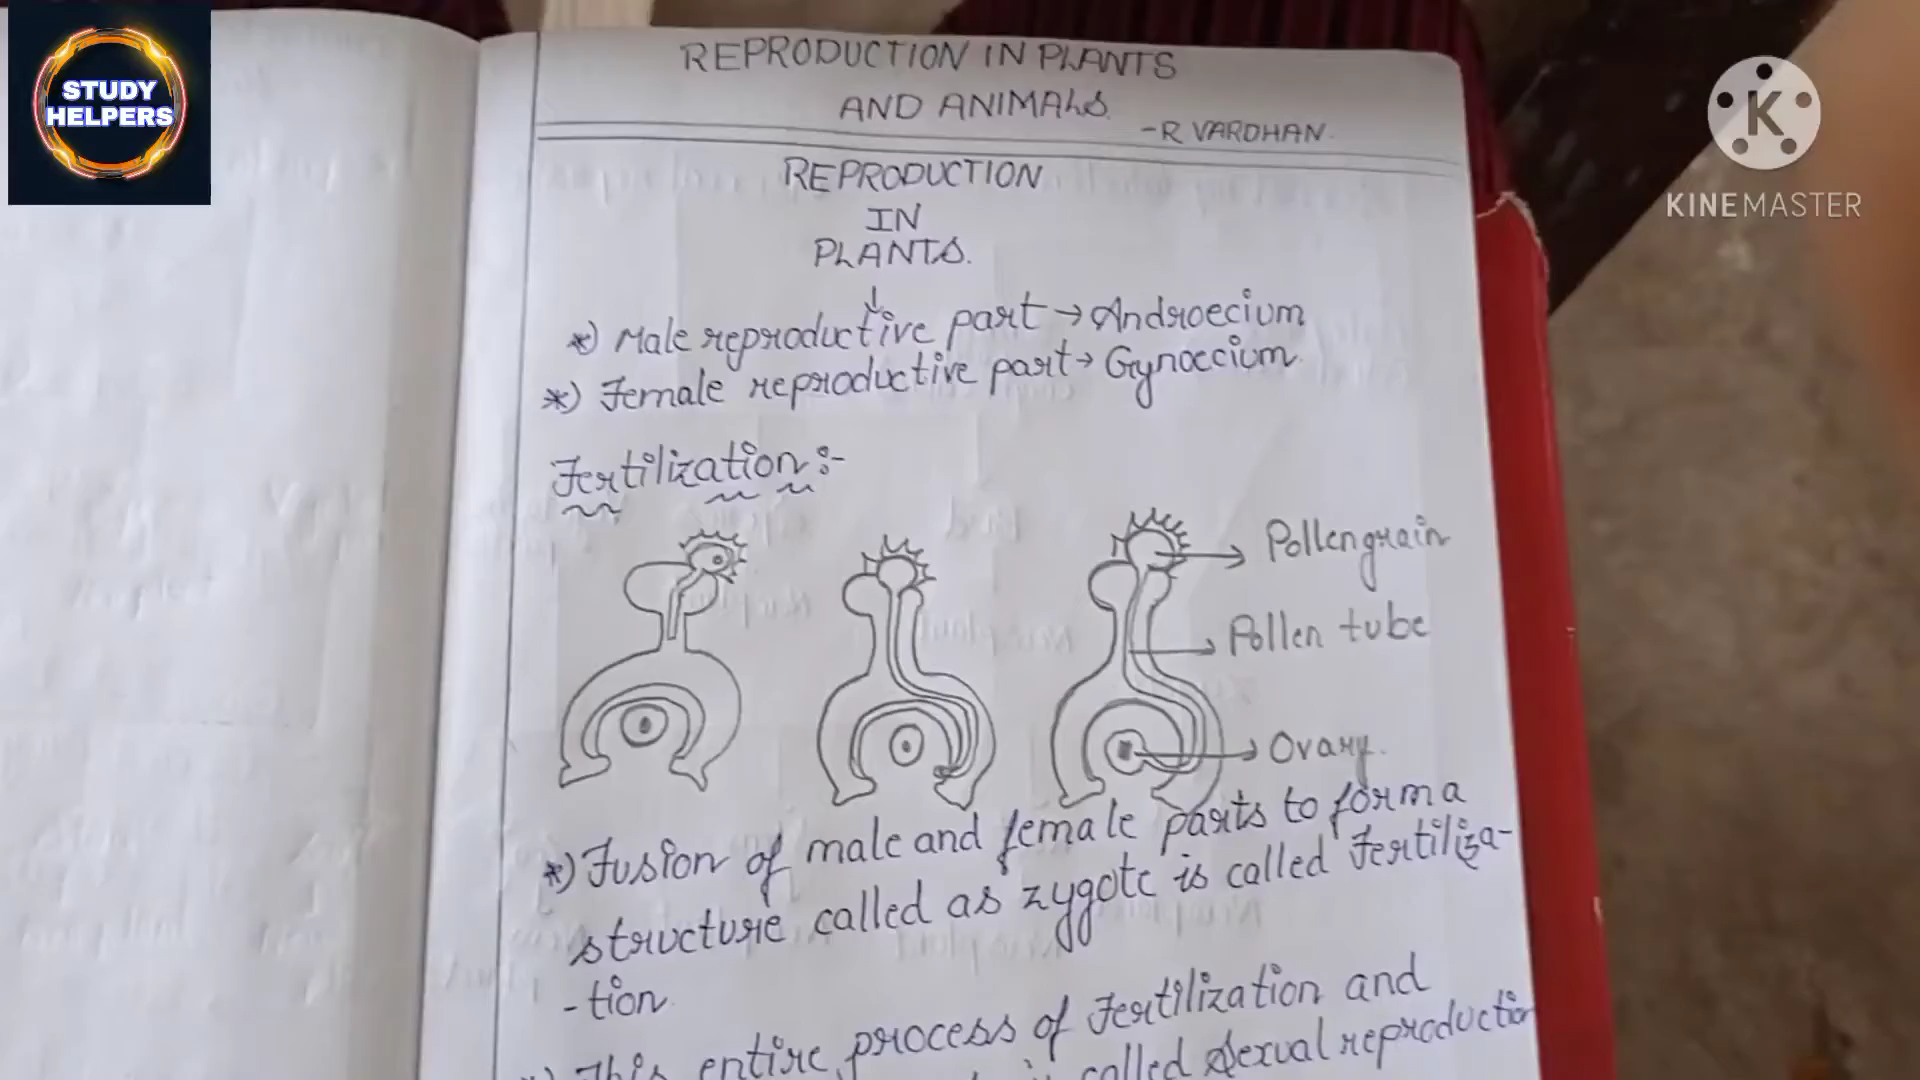 STUDY
HELPERS
K
KINEMASTER
REPRODUCTION IN PLANTS
AND ANIMALS
-R VARDHAN.
REPRODUCTION
IN
PLANTS.
*) Male reproductive part → Androecium
*) Female reproductive part → Gynoecium.
Fertilization :-
Pollengrain
Pollen tube
Ovary.
*) Fusion of male and female parts to form a
structure called as zygote is called Fertiliza-
-tion.
*) This entire process of Fertilization and
called Sexual reproduction